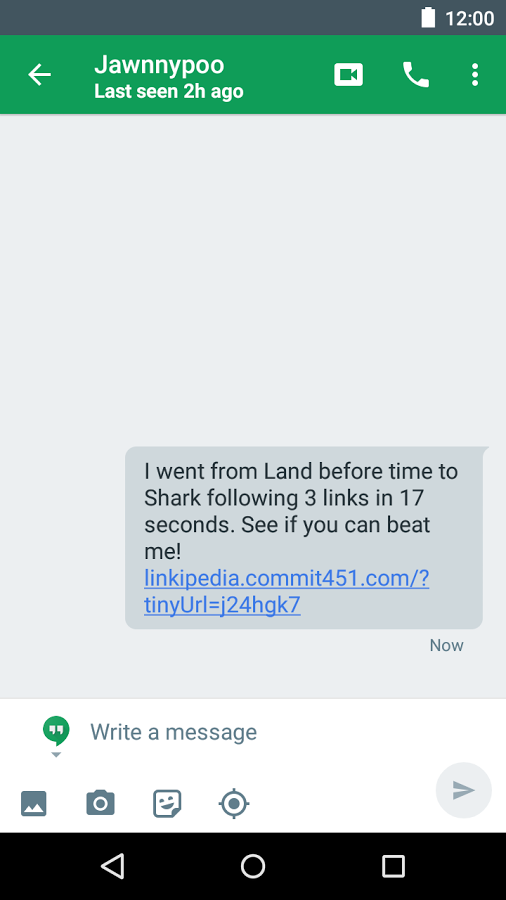 12:00
Jawnnypoo
Last seen 2h ago
I went from Land before time to
Shark following 3 links in 17
seconds. See if you can beat
me!
linkipedia.commit451.com/?
tinyUrl=j24hgk7
Now
Write a message